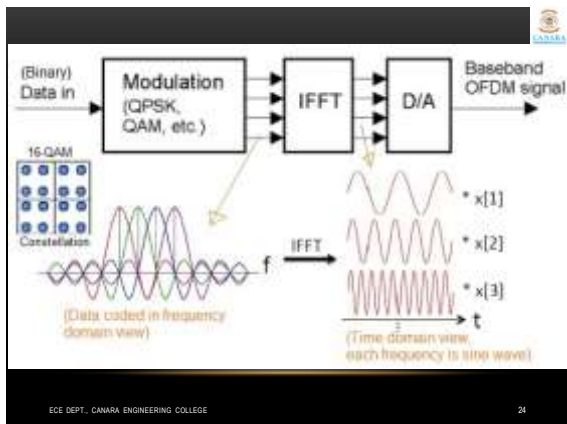 CANARA
(Binary)
Data in
Modulation
(QPSK,
QAM, etc.)
IFFT
D/A
Baseband
OFDM signal
16-QAM
Constellation
f
IFFT
* x[1]
* x[2]
* x[3]
t
(Data coded in frequency
domain view)
(Time domain view,
each frequency is sine wave)
ECE DEPT., CANARA ENGINEERING COLLEGE
24